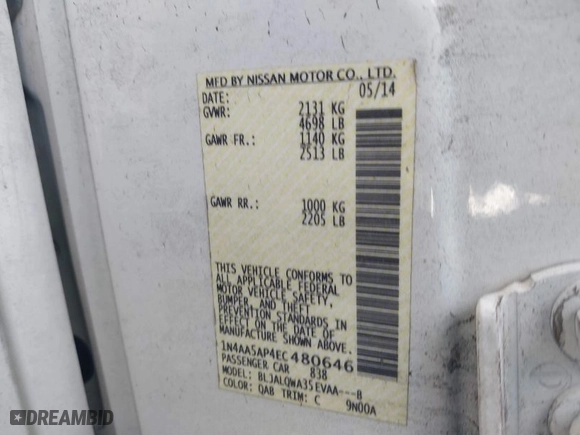 MFD BY NISSAN MOTOR CO., LTD.
DATE: 05/14
GVWR: 2131 KG
4698 LB
GAWR FR.: 1140 KG
2513 LB
GAWR RR.: 1000 KG
2205 LB
THIS VEHICLE CONFORMS TO
ALL APPLICABLE FEDERAL
MOTOR VEHICLE SAFETY,
BUMPER, AND THEFT
PREVENTION STANDARDS IN
EFFECT ON THE DATE OF
MANUFACTURE SHOWN ABOVE.
1N4AA5AP4EC480646
PASSENGER CAR 838
MODEL: BLJALQWA35EVAA---B
COLOR: QAB TRIM: C 9N00A
AutoHelperBot.com